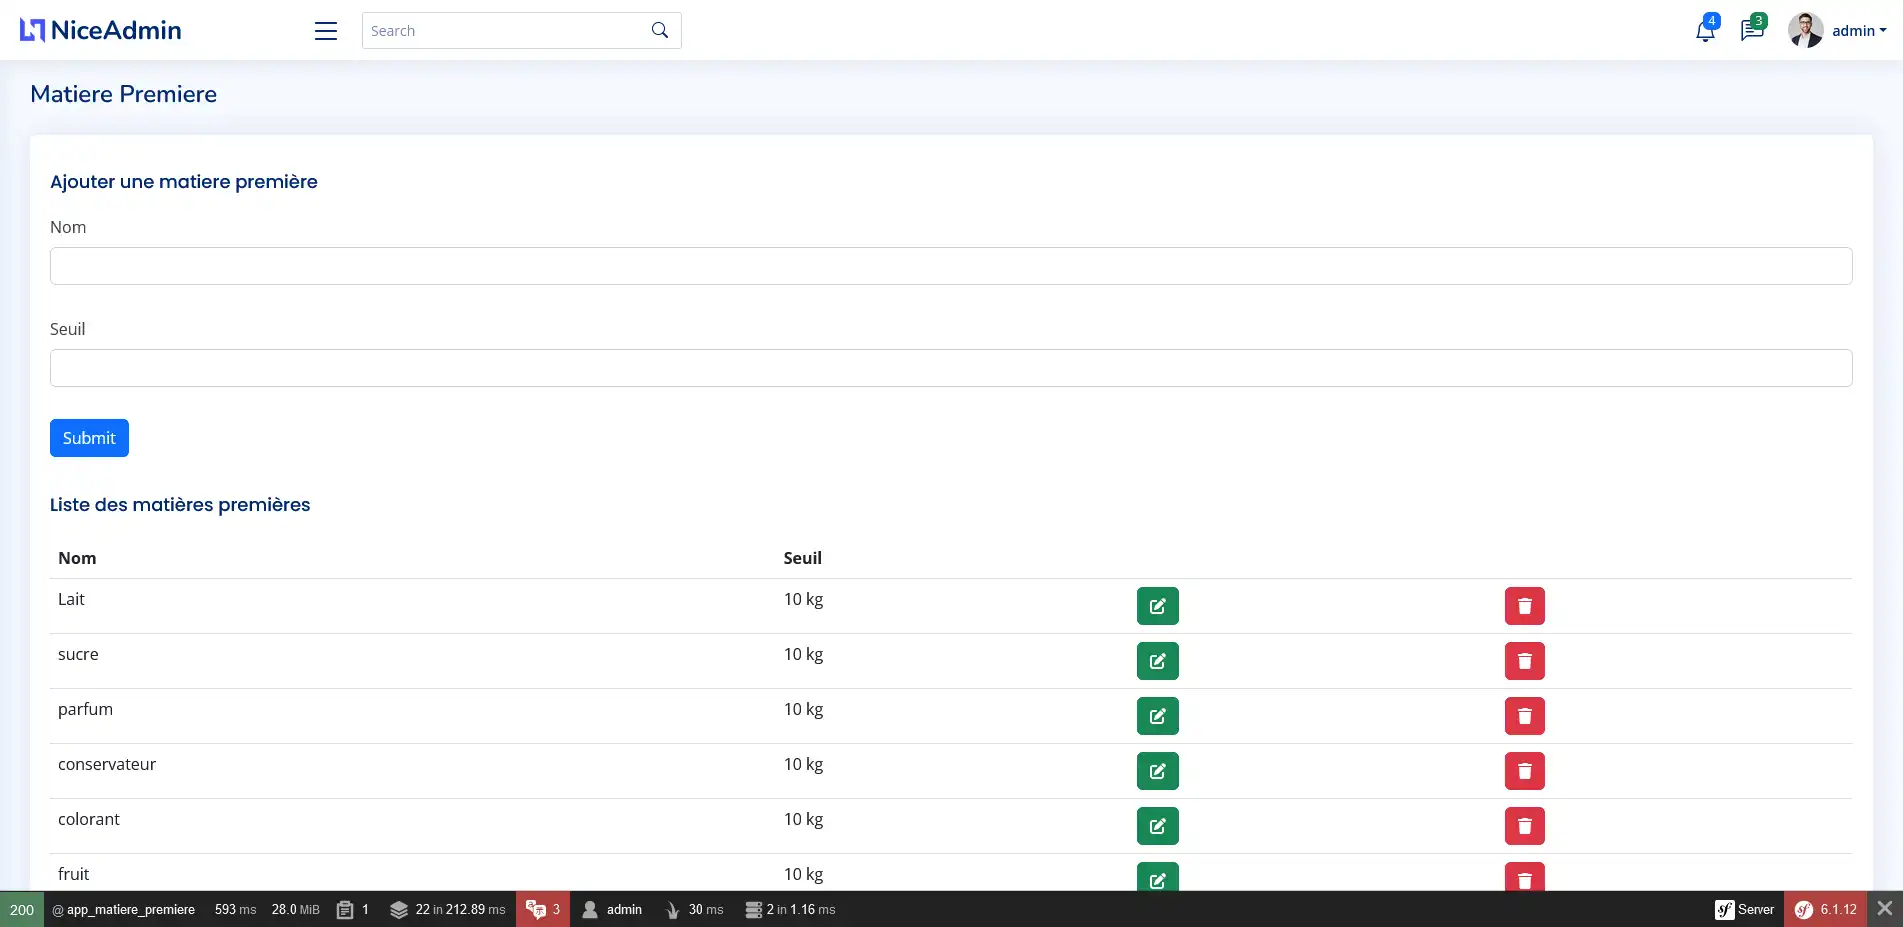 NiceAdmin
Search
4
3
admin
Matiere Premiere
Ajouter une matiere première
Nom
Seuil
Submit
Liste des matières premières
Nom Seuil
Lait 10 kg
sucre 10 kg
parfum 10 kg
conservateur 10 kg
colorant 10 kg
fruit 10 kg
200 @ app_matiere_premiere 593 ms 28.0 MiB 1 22 in 212.89 ms 3 admin 30 ms 2 in 1.16 ms Server 6.1.12